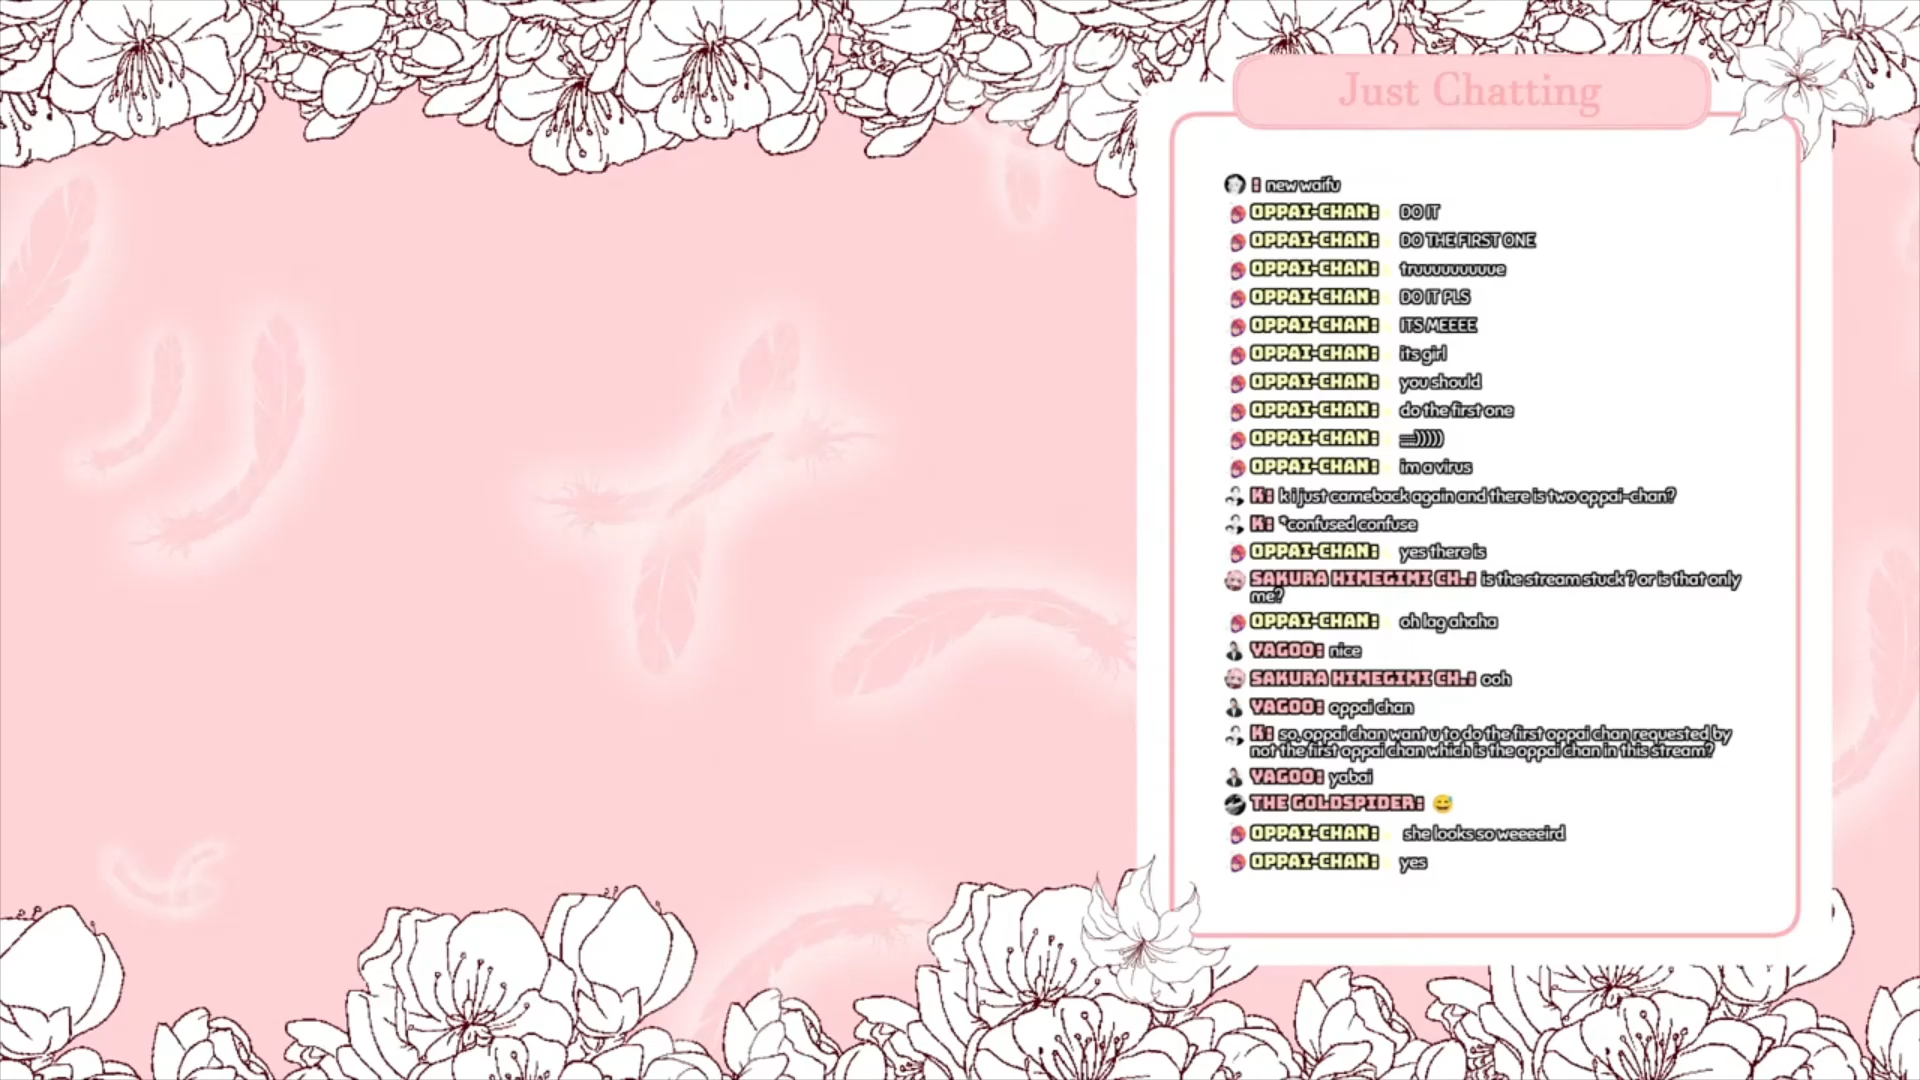 Just Chatting
: new waifu
OPPAI-CHAN: DO IT
OPPAI-CHAN: DO THE FIRST ONE
OPPAI-CHAN: truuuuuuuuue
OPPAI-CHAN: DO IT PLS
OPPAI-CHAN: ITS MEEEE
OPPAI-CHAN: its girl
OPPAI-CHAN: you should
OPPAI-CHAN: do the first one
OPPAI-CHAN: ::::)))))
OPPAI-CHAN: im a virus
K: k i just cameback again and there is two oppai-chan?
K: *confused confuse
OPPAI-CHAN: yes there is
SAKURA HIMEGIMI CH.: is the stream stuck ? or is that only
me?
OPPAI-CHAN: oh lag ahaha
YAGOO: nice
SAKURA HIMEGIMI CH.: ooh
YAGOO: oppai chan
K: so, oppai chan want u to do the first oppai chan requested by
not the first oppai chan which is the oppai chan in this stream?
YAGOO: yabai
THE GOLDSPIDER: 😅
OPPAI-CHAN: she looks so weeeeird
OPPAI-CHAN: yes